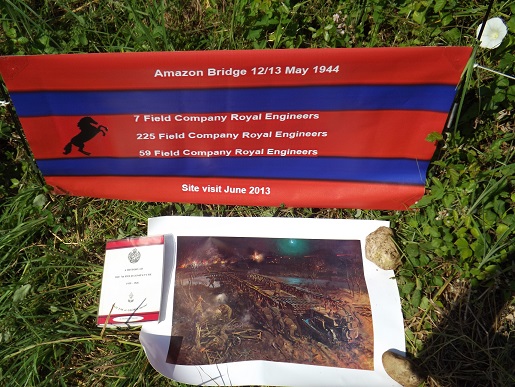 Amazon Bridge 12/13 May 1944
7 Field Company Royal Engineers
225 Field Company Royal Engineers
59 Field Company Royal Engineers
Site visit June 2013